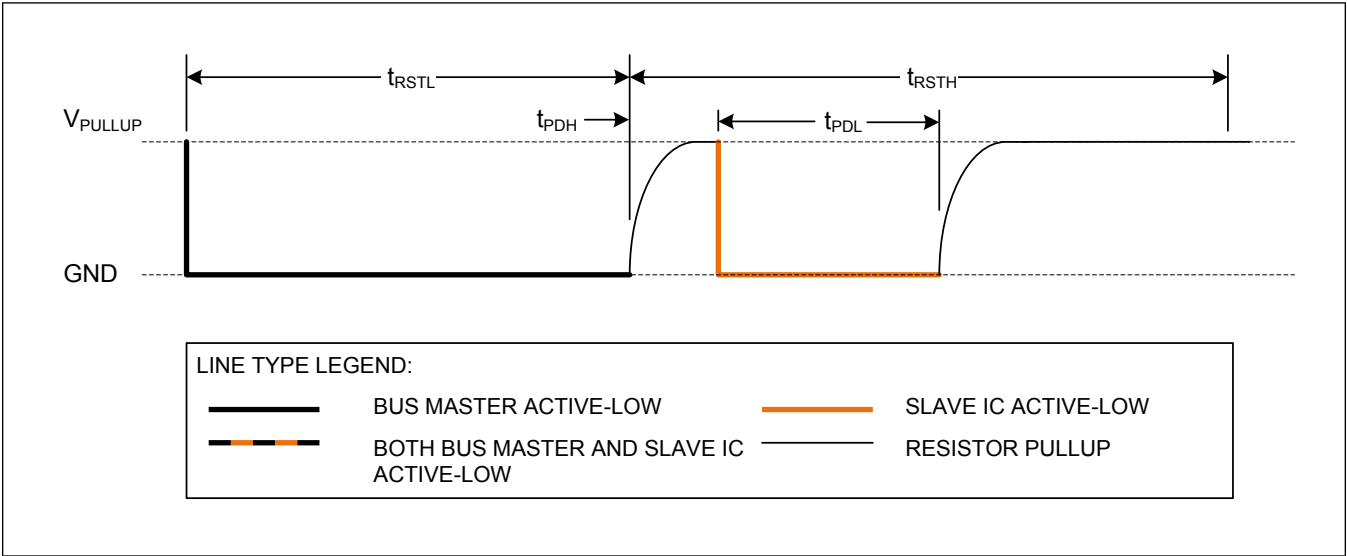 tRSTL
tRSTH
VPULLUP
tPDH
tPDL
GND
LINE TYPE LEGEND:
BUS MASTER ACTIVE-LOW
SLAVE IC ACTIVE-LOW
BOTH BUS MASTER AND SLAVE IC
ACTIVE-LOW
RESISTOR PULLUP